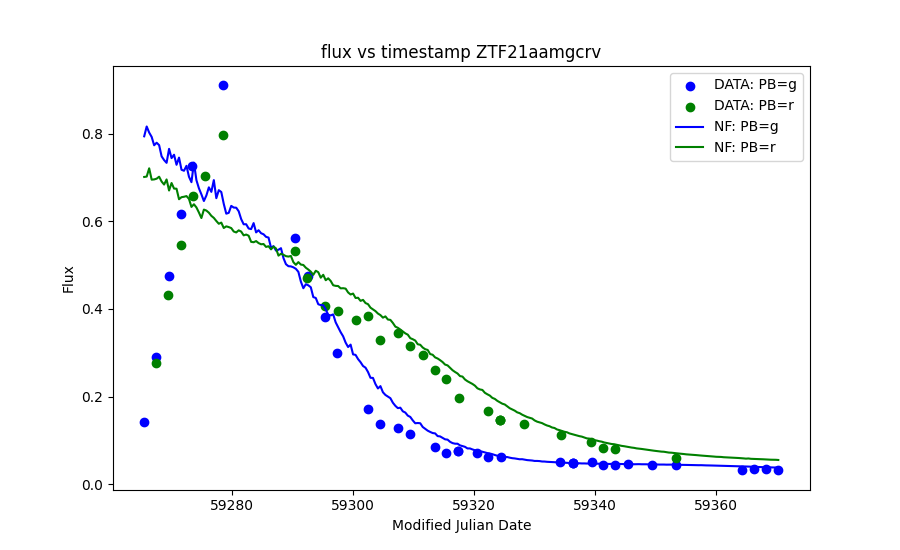 flux vs timestamp ZTF21aamgcrv
DATA: PB=g
DATA: PB=r
NF: PB=g
NF: PB=r
0.8
0.6
0.4
0.2
0.0
Flux
59280
59300
59320
59340
59360
Modified Julian Date